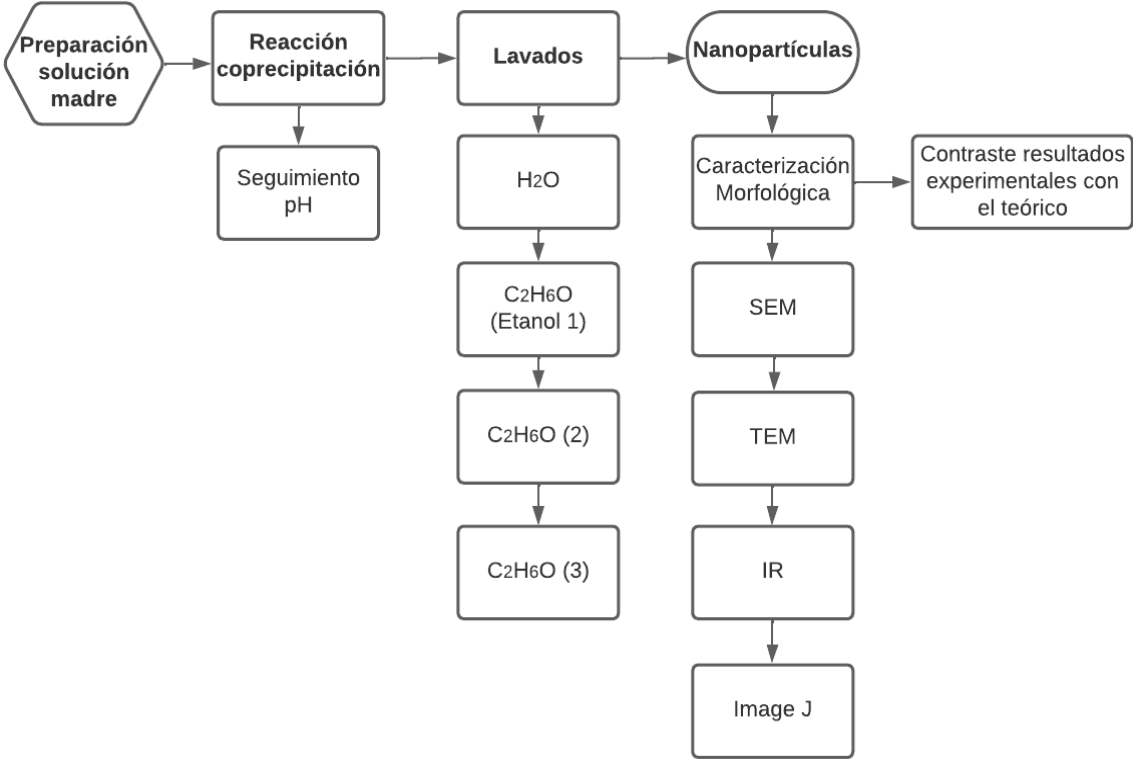 Preparación
solución
madre
Reacción
coprecipitación
Seguimiento
pH
Lavados
H2O
C2H6O
(Etanol 1)
C2H6O (2)
C2H6O (3)
Nanopartículas
Caracterización
Morfológica
Contraste resultados
experimentales con
el teórico
SEM
TEM
IR
Image J